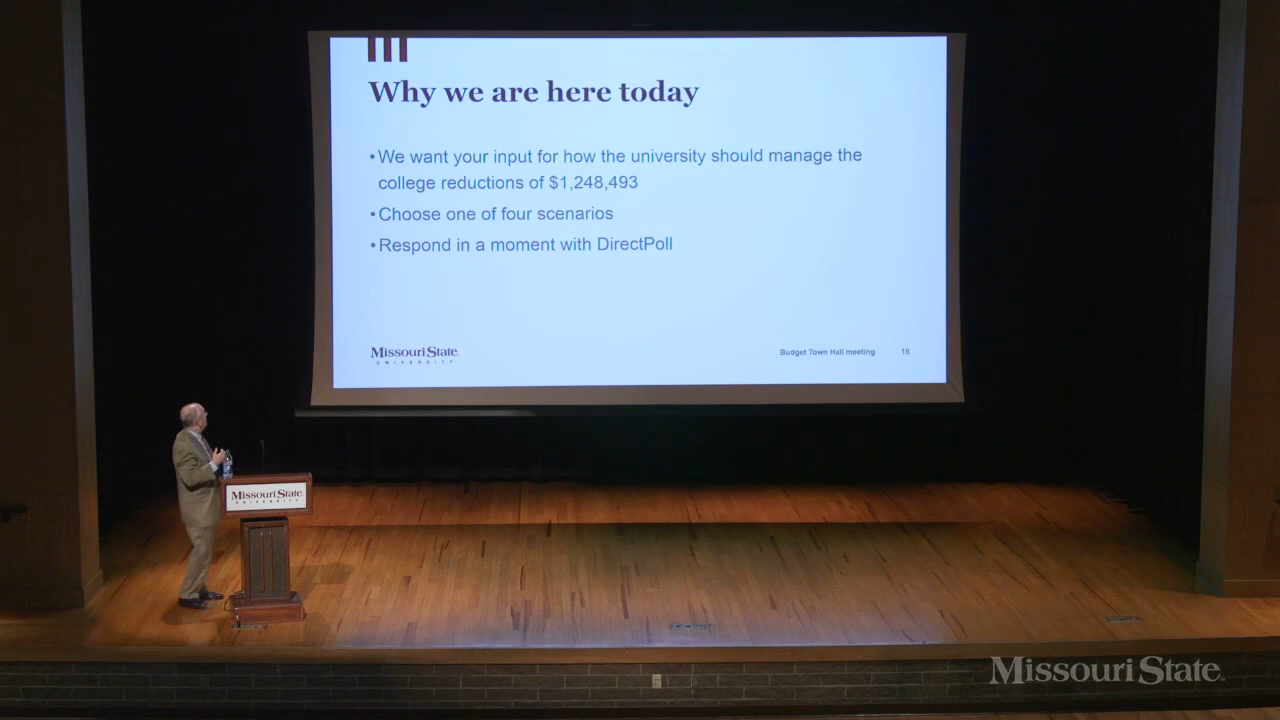 Why we are here today
•We want your input for how the university should manage the
college reductions of $1,248,493
•Choose one of four scenarios
•Respond in a moment with DirectPoll
Missouri State
UNIVERSITY
Budget Town Hall meeting 18
Missouri State
UNIVERSITY
Missouri State